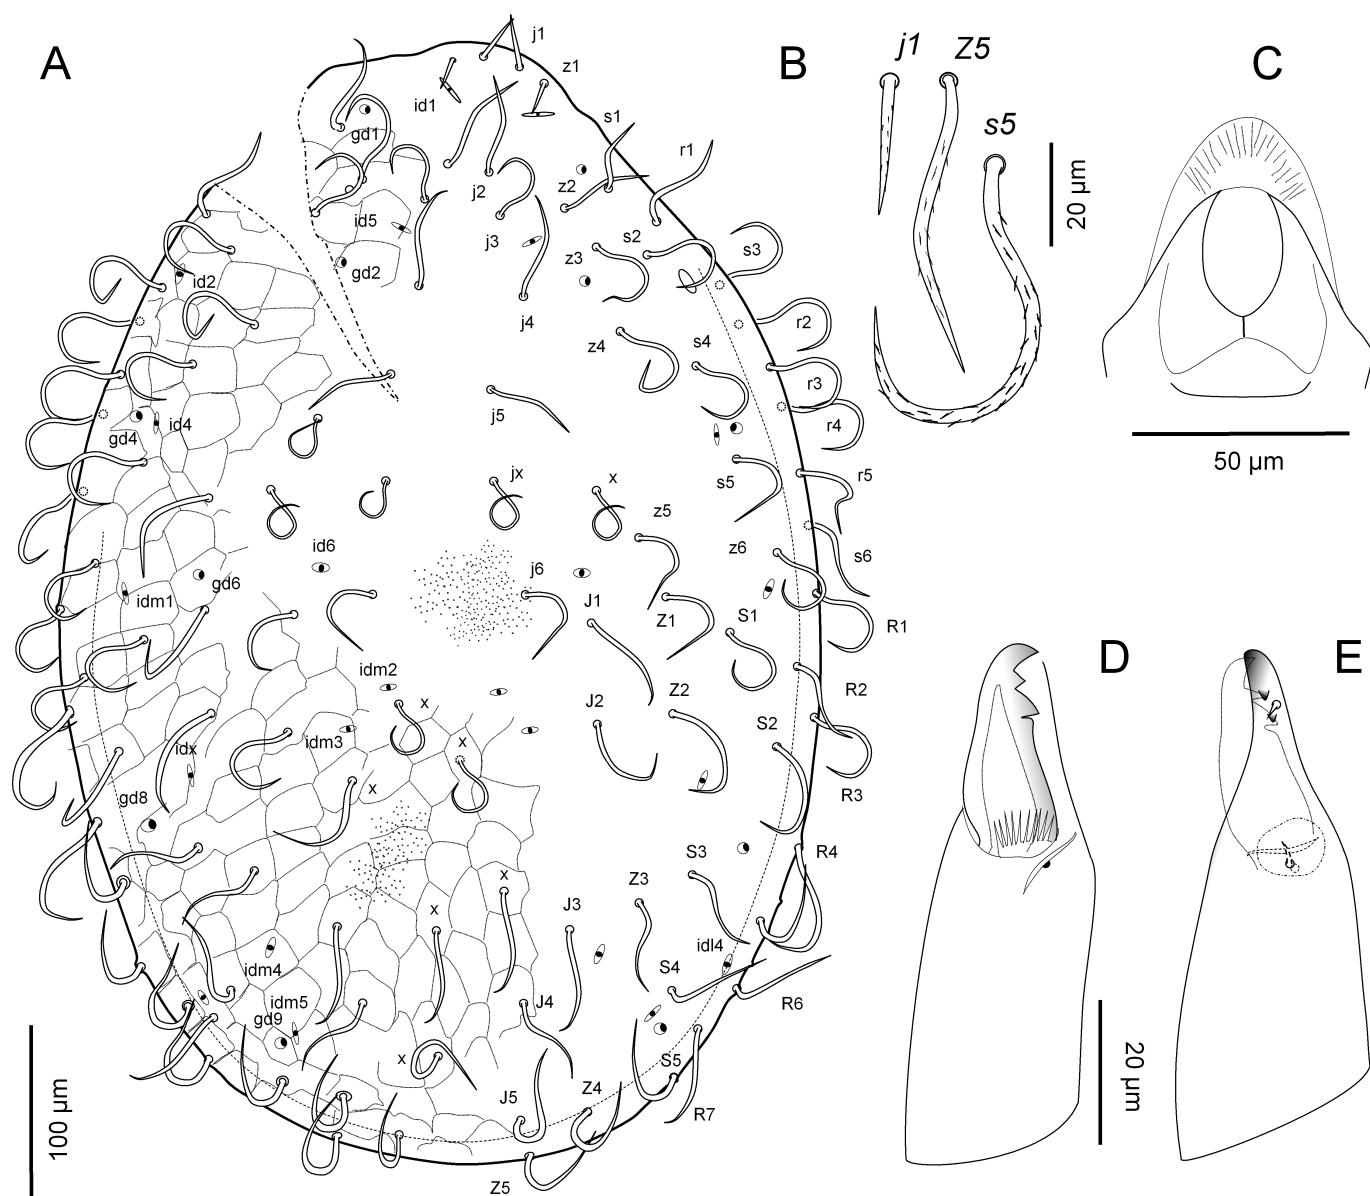 A
j1
z1
id1
gd1
s1
r1
j2
z2
id5
j3
s2
s3
z3
gd2
id2
j4
r2
z4
s4
r3
j5
r4
gd4
id4
jx
x
s5
r5
z5
id6
z6
s6
j6
gd6
idm1
J1
Z1
S1
R1
idm2
x
Z2
J2
R2
S2
idm3
x
idx
x
gd8
R3
S3
R4
x
Z3
x
J3
idm4
idl4
S4
idm5
J4
R6
gd9
x
S5
J5
Z4
R7
Z5
100 µm
B
j1
Z5
s5
20 µm
C
50 µm
D
E
20 µm